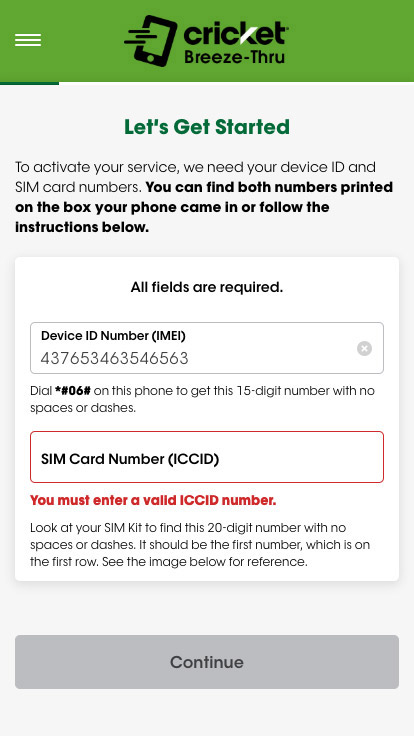 cricket
Breeze-Thru
Let's Get Started
To activate your service, we need your device ID and
SIM card numbers. You can find both numbers printed
on the box your phone came in or follow the
instructions below.
All fields are required.
Device ID Number (IMEI)
437653463546563
Dial *#06# on this phone to get this 15-digit number with no
spaces or dashes.
SIM Card Number (ICCID)
You must enter a valid ICCID number.
Look at your SIM Kit to find this 20-digit number with no
spaces or dashes. It should be the first number, which is on
the first row. See the image below for reference.
Continue